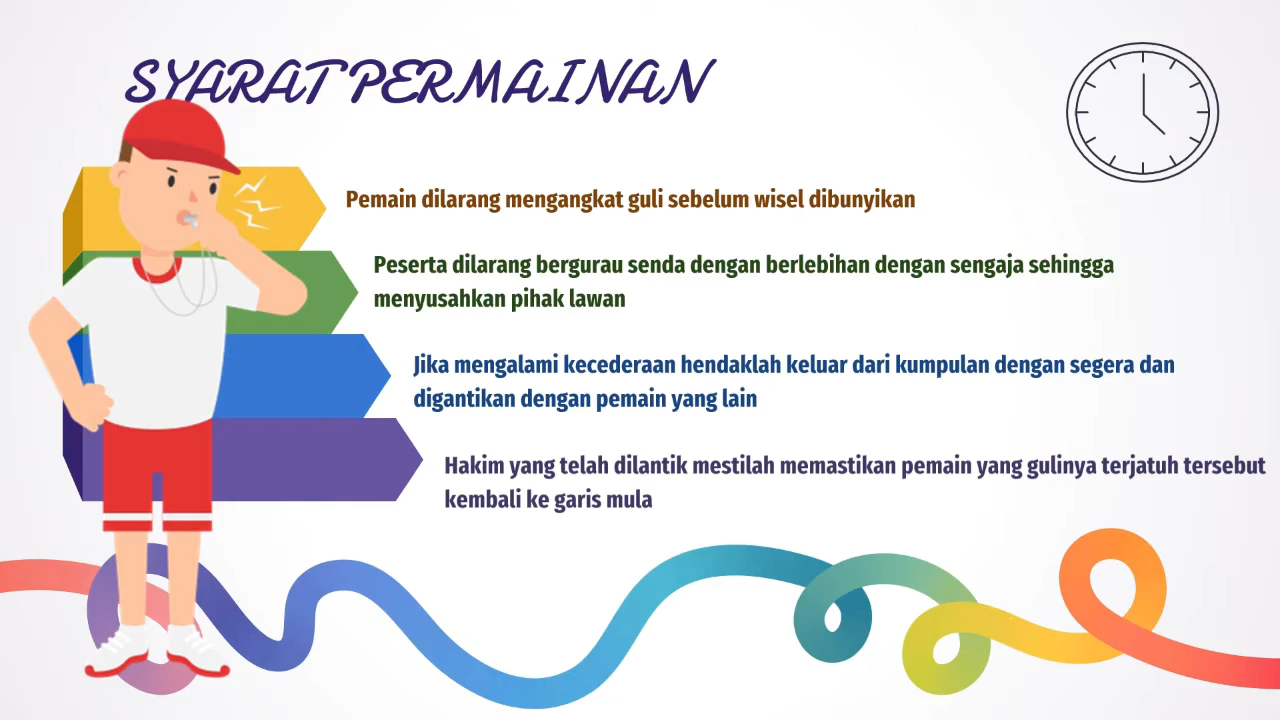 SYARAT PERMAINAN
Pemain dilarang mengangkat guli sebelum wisel dibunyikan
Peserta dilarang bergurau senda dengan berlebihan dengan sengaja sehingga
menyusahkan pihak lawan
Jika mengalami kecederaan hendaklah keluar dari kumpulan dengan segera dan
digantikan dengan pemain yang lain
Hakim yang telah dilantik mestilah memastikan pemain yang gulinya terjatuh tersebut
kembali ke garis mula